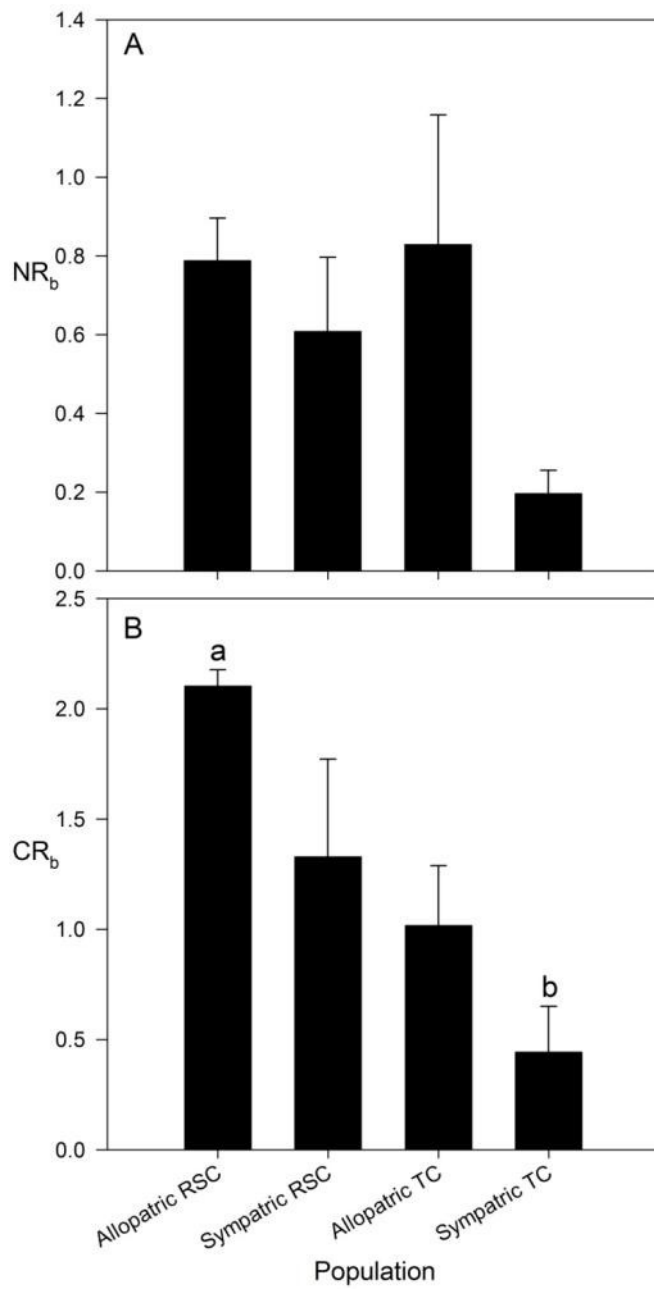 A
1.4
1.2
1.0
0.8
0.6
0.4
0.2
0.0
NRb
B
2.5
2.0
1.5
1.0
0.5
0.0
CRb
a
b
Allopatric RSC
Sympatric RSC
Allopatric TC
Sympatric TC
Population